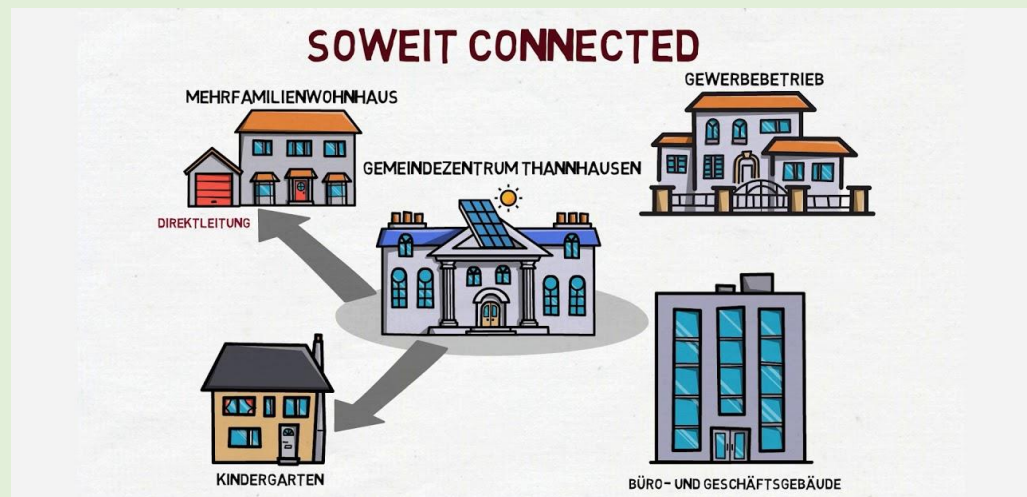 SOWEIT CONNECTED
MEHRFAMILIENWOHNHAUS
GEWERBEBETRIEB
GEMEINDEZENTRUM THANNHAUSEN
DIREKTLEITUNG
KINDERGARTEN
BÜRO- UND GESCHÄFTSGEBÄUDE